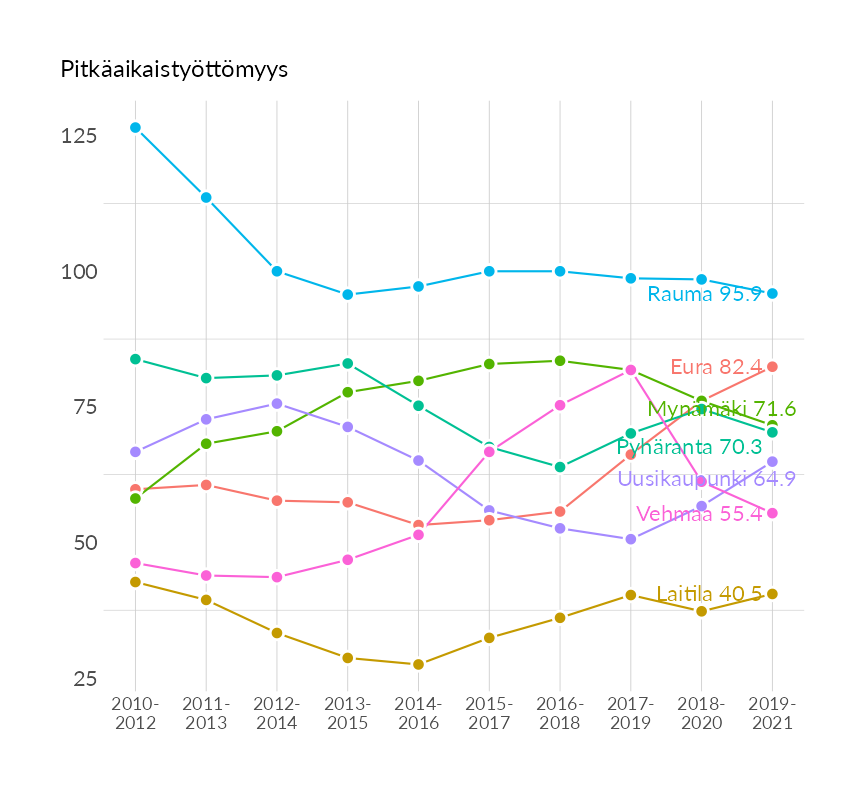 Pitkäaikaistyöttömyys
125
100
75
50
25
Rauma 95.9
Eura 82.4
Mynämäki 71.6
Pyhäranta 70.3
Uusikaupunki 64.9
Vehmaa 55.4
Laitila 40.5
2010- 2011- 2012- 2013- 2014- 2015- 2016- 2017- 2018- 2019-
2012 2013 2014 2015 2016 2017 2018 2019 2020 2021